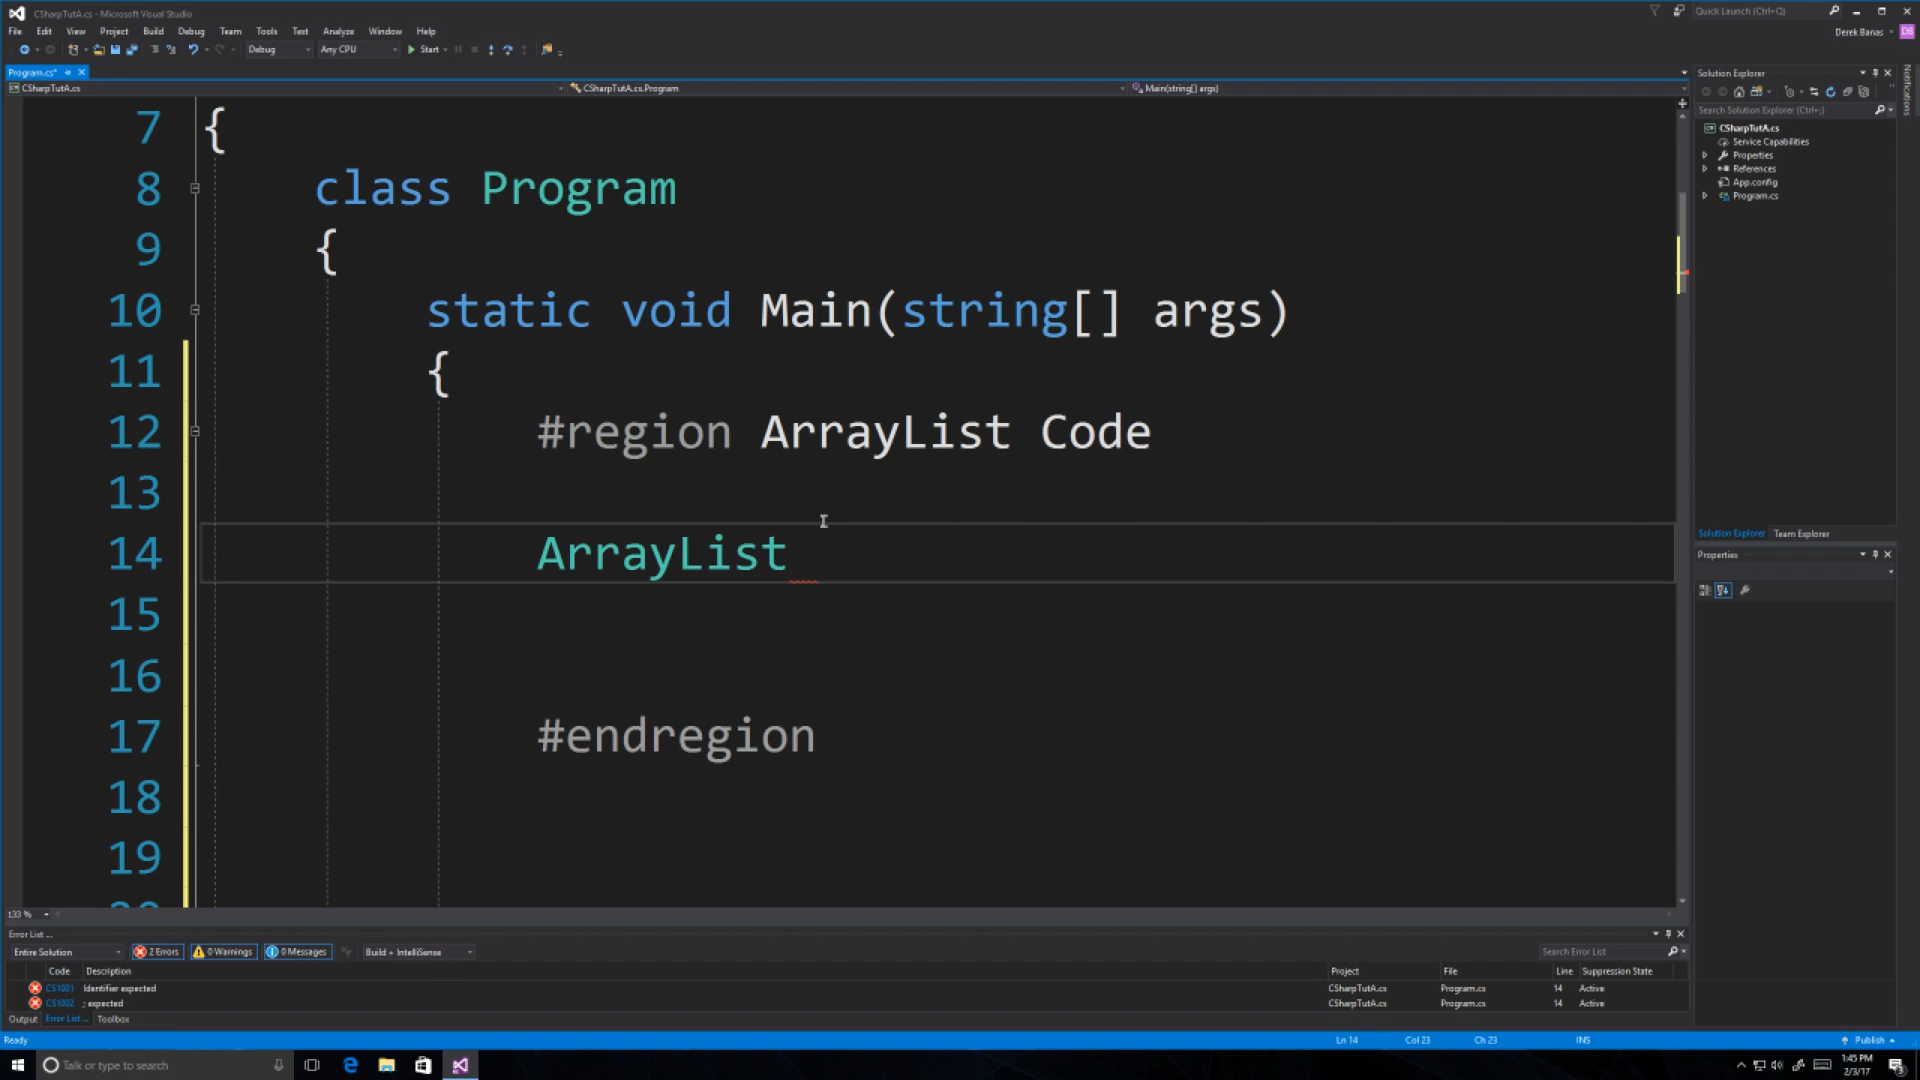 CSharpTutA.cs - Microsoft Visual Studio
Quick Launch (Ctrl+Q)
File Edit View Project Build Debug Team Tools Test Analyze Window Help
Derek Banas
DB
Debug Any CPU Start
Program.cs*
CSharpTutA.cs CSharpTutA.cs.Program Main(string[] args)
7 {
8 class Program
9 {
10 static void Main(string[] args)
11 {
12 #region ArrayList Code
13
14 ArrayList
15
16
17 #endregion
18
19
20
133 %
Solution Explorer
Search Solution Explorer (Ctrl+;)
CSharpTutA.cs
Service Capabilities
Properties
References
App.config
Program.cs
Solution Explorer Team Explorer
Properties
Notifications
Error List ...
Entire Solution 2 Errors 0 Warnings 0 Messages Build + IntelliSense Search Error List
Code Description Project File Line Suppression State
CS1001 Identifier expected CSharpTutA.cs Program.cs 14 Active
CS1002 ; expected CSharpTutA.cs Program.cs 14 Active
Output Error List ... Toolbox
Ready Ln 14 Col 23 Ch 23 INS Publish
Talk or type to search
1:45 PM
2/3/17